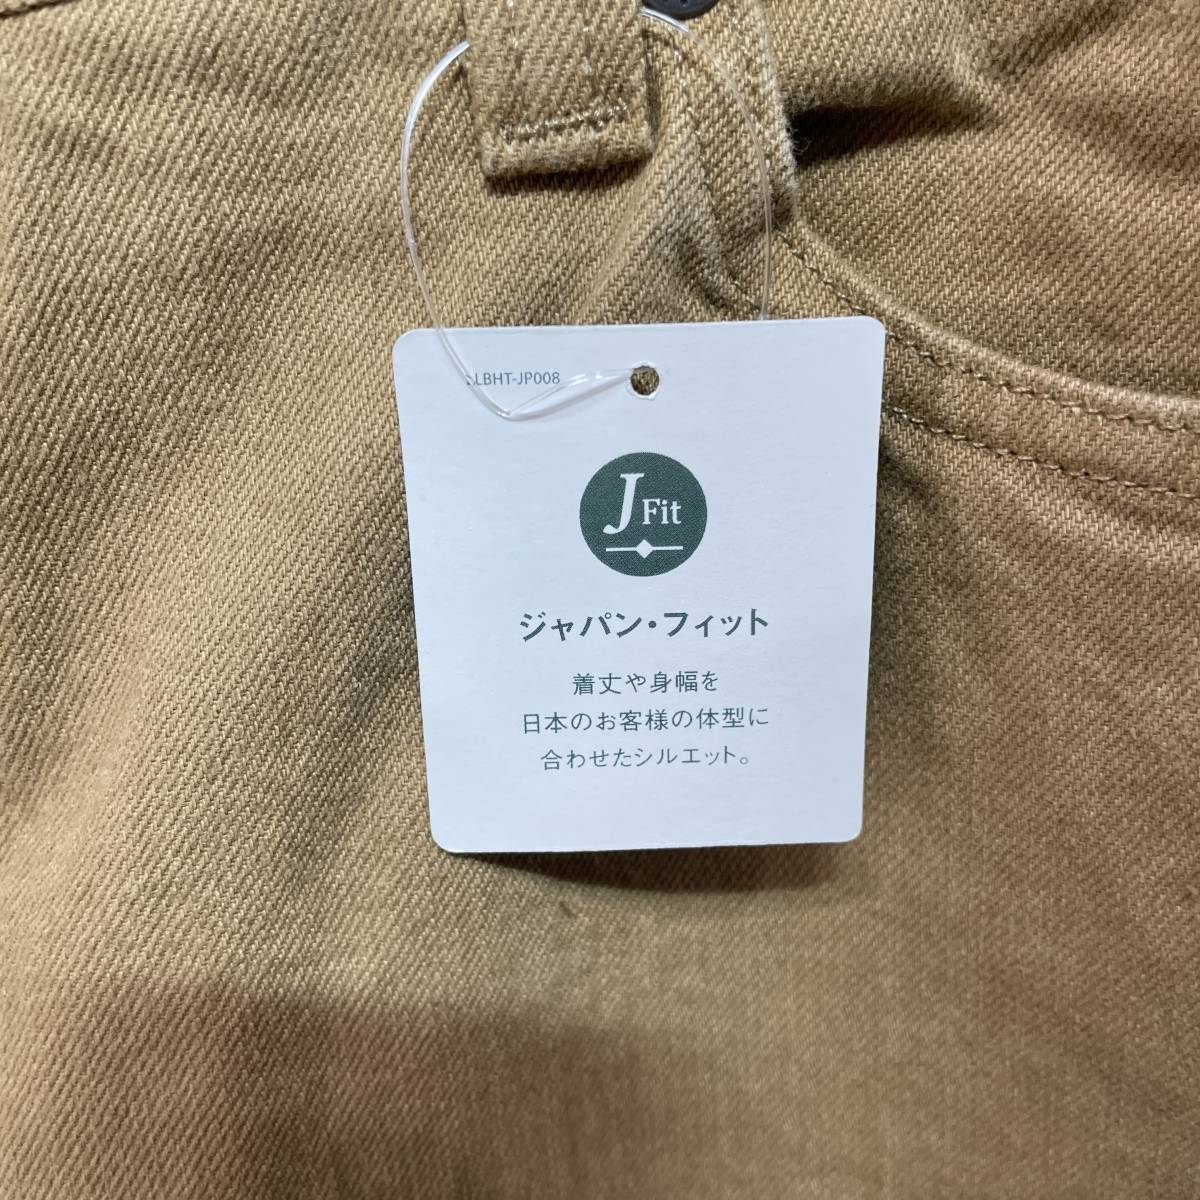 LBHT-JP008
J Fit
ジャパン・フィット
着丈や身幅を
日本のお客様の体型に
合わせたシルエット。